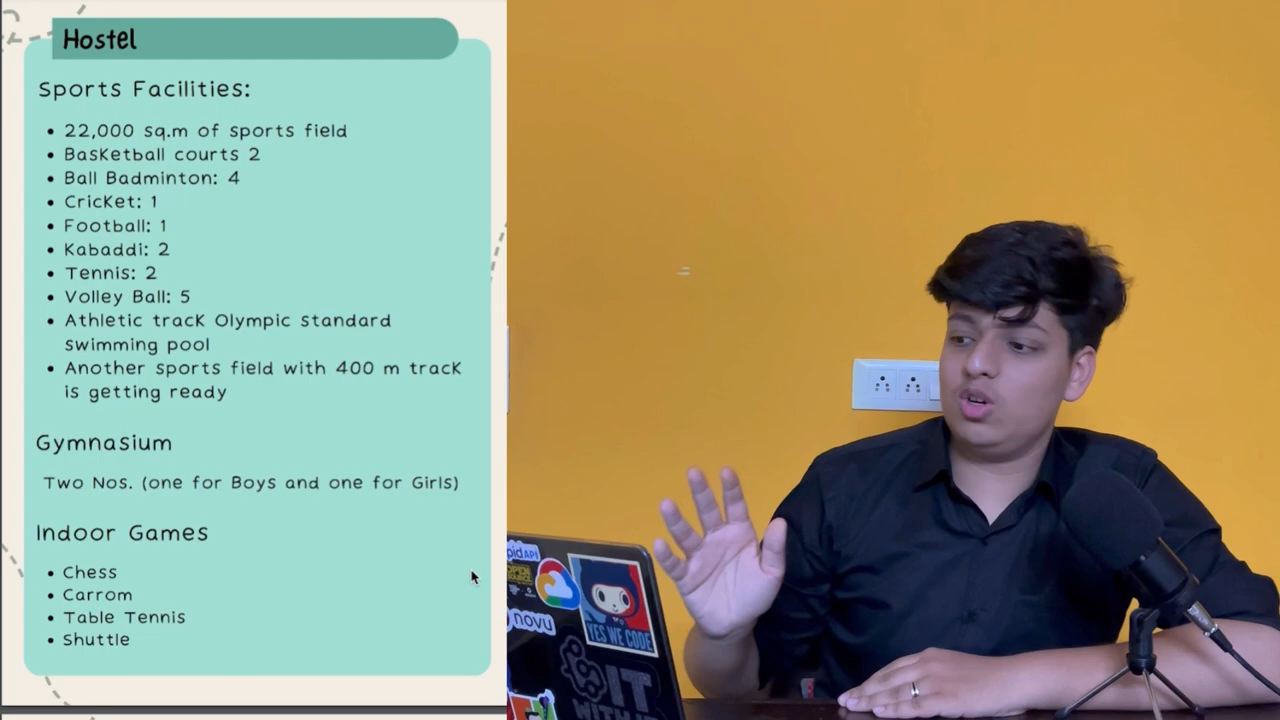 Hostel
Sports Facilities:
• 22,000 sq.m of sports field
• Basketball courts 2
• Ball Badminton: 4
• Cricket: 1
• Football: 1
• Kabaddi: 2
• Tennis: 2
• Volley Ball: 5
• Athletic track Olympic standard
swimming pool
• Another sports field with 400 m track
is getting ready
Gymnasium
Two Nos. (one for Boys and one for Girls)
Indoor Games
• Chess
• Carrom
• Table Tennis
• Shuttle
pidAPI
OPEN
novu
YES WE CODE
IT
WITH